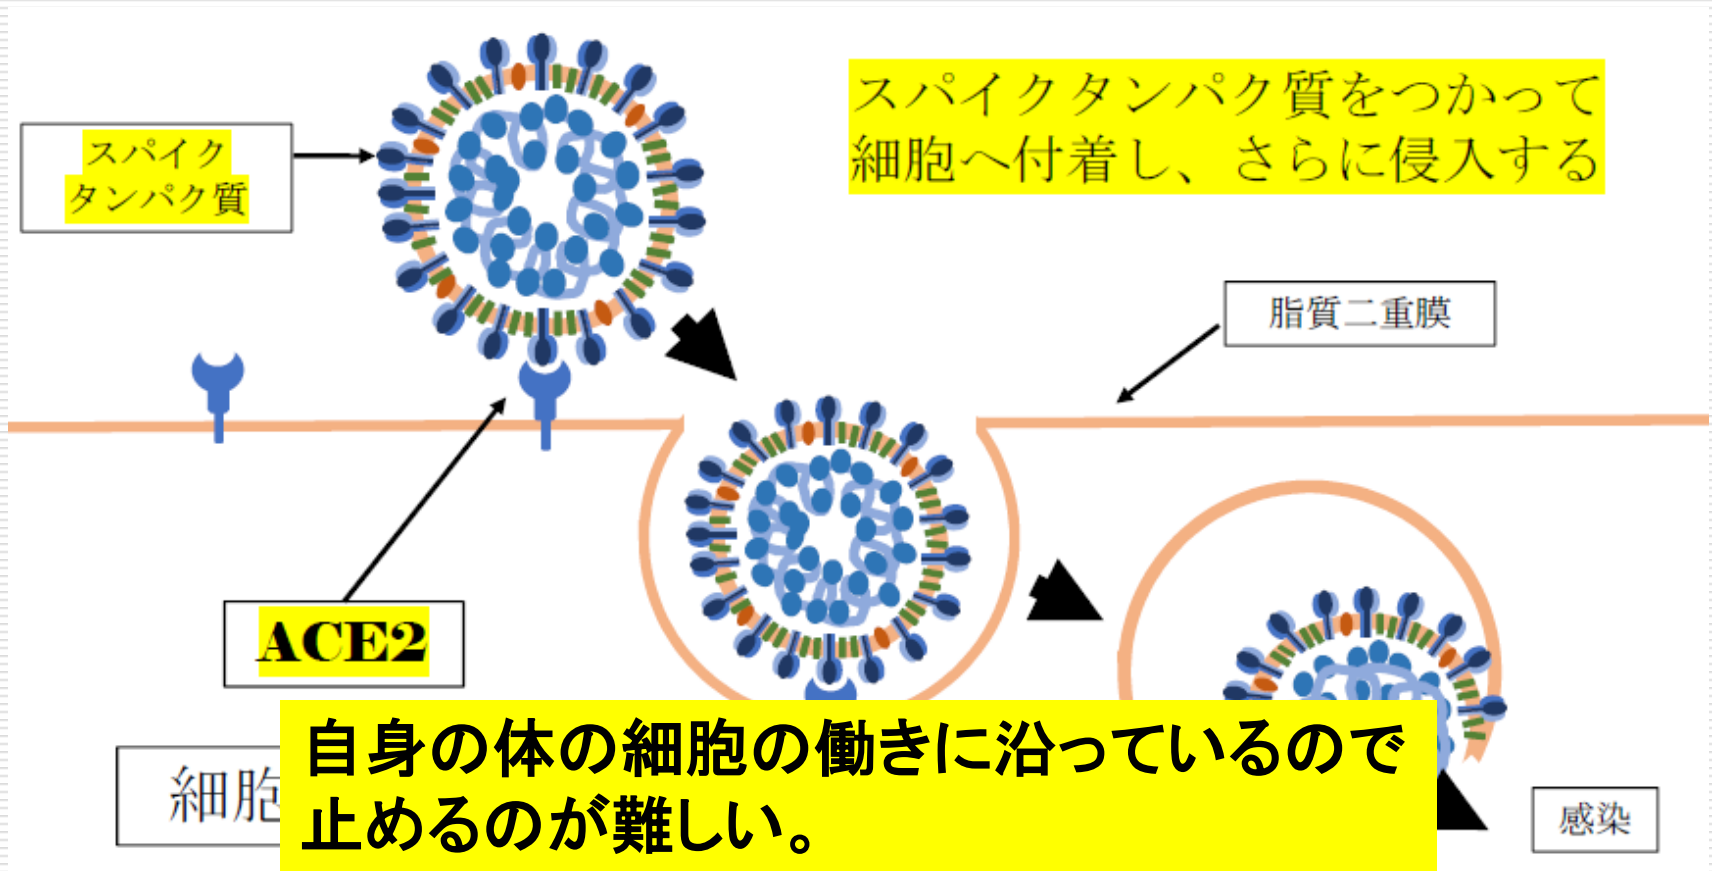 スパイク
タンパク質
スパイクタンパク質をつかって
細胞へ付着し、さらに侵入する
脂質二重膜
ACE2
細胞
自身の体の細胞の働きに沿っているので
止めるのが難しい。
感染